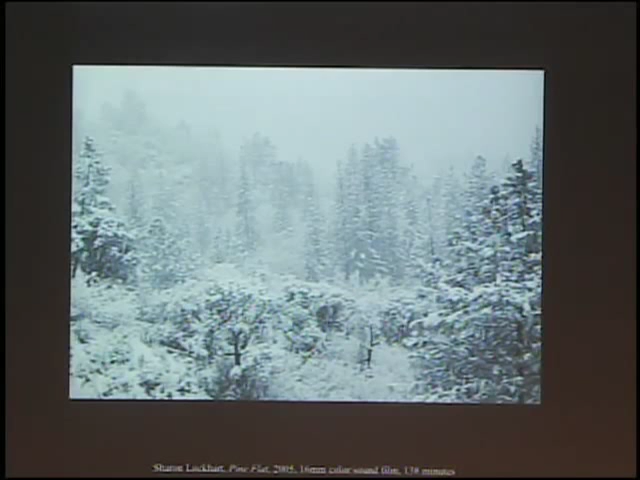 Sharon Lockhart, Pine Flat, 2005, 16mm color sound film, 138 minutes